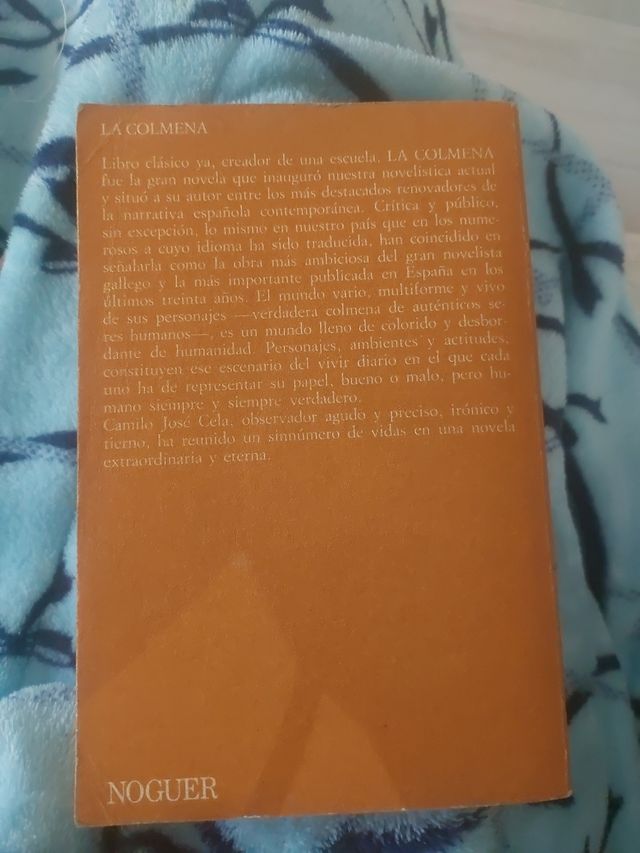 LA COLMENA
Libro clásico ya, creador de una escuela, LA COLMENA
fue la gran novela que inauguró nuestra novelística actual
y situó a su autor entre los más destacados renovadores de
la narrativa española contemporánea. Crítica y público,
sin excepción, lo mismo en nuestro país que en los nume-
rosos a cuyo idioma ha sido traducida, han coincidido en
señalarla como la obra más ambiciosa del gran novelista
gallego y la más importante publicada en España en los
últimos treinta años. El mundo vario, multiforme y vivo
de sus personajes —verdadera colmena de auténticos se-
res humanos—, es un mundo lleno de colorido y desbor-
dante de humanidad. Personajes, ambientes y actitudes,
constituyen ese escenario del vivir diario en el que cada
uno ha de representar su papel, bueno o malo, pero hu-
mano siempre y siempre verdadero.
Camilo José Cela, observador agudo y preciso, irónico y
tierno, ha reunido un sinnúmero de vidas en una novela
extraordinaria y eterna.
NOGUER